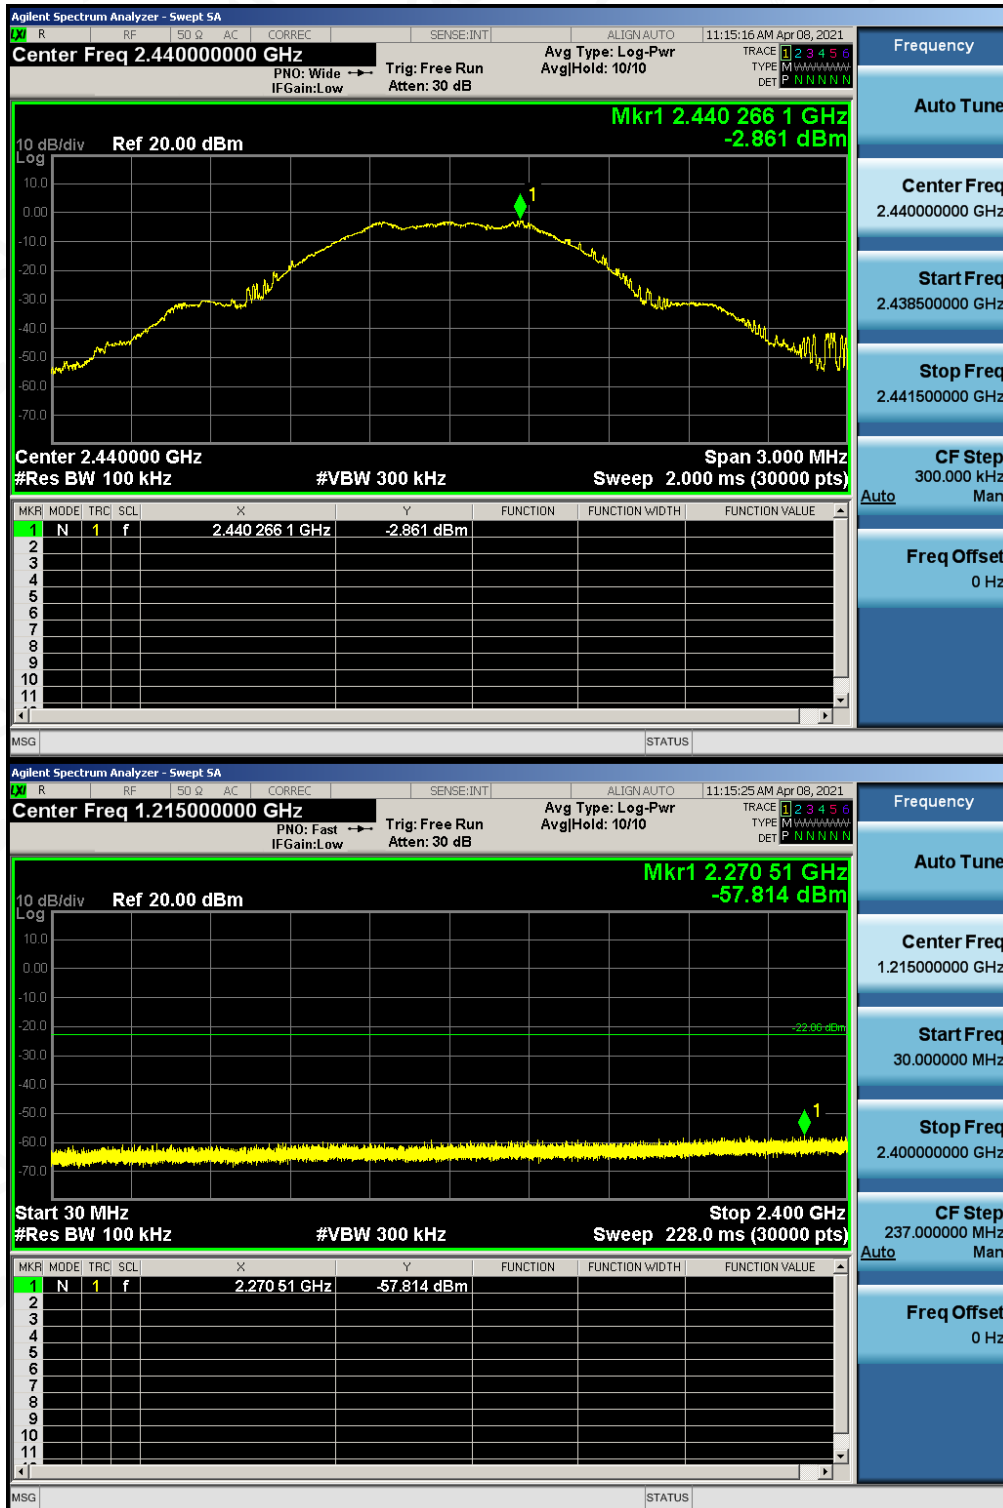 Agilent Spectrum Analyzer - Swept SA
LXI R RF 50 Ω AC CORREC SENSE:INT ALIGN AUTO 11:15:16 AM Apr 08, 2021
Center Freq 2.440000000 GHz
PNO: Wide
IFGain:Low
Trig: Free Run
Atten: 30 dB
Avg Type: Log-Pwr
Avg|Hold: 10/10
TRACE 1 2 3 4 5 6
TYPE M WWWWW
DET P N N N N N
Mkr1 2.440 266 1 GHz
-2.861 dBm
10 dB/div Ref 20.00 dBm
Log
10.0
0.00
-10.0
-20.0
-30.0
-40.0
-50.0
-60.0
-70.0
1
Center 2.440000 GHz Span 3.000 MHz
#Res BW 100 kHz #VBW 300 kHz Sweep 2.000 ms (30000 pts)
MKR MODE TRC SCL X Y FUNCTION FUNCTION WIDTH FUNCTION VALUE
1 N 1 f 2.440 266 1 GHz -2.861 dBm
2
3
4
5
6
7
8
9
10
11
MSG STATUS
Frequency
Auto Tune
Center Freq
2.440000000 GHz
Start Freq
2.438500000 GHz
Stop Freq
2.441500000 GHz
CF Step
300.000 kHz
Auto Man
Freq Offset
0 Hz
Agilent Spectrum Analyzer - Swept SA
LXI R RF 50 Ω AC CORREC SENSE:INT ALIGN AUTO 11:15:25 AM Apr 08, 2021
Center Freq 1.215000000 GHz
PNO: Fast
IFGain:Low
Trig: Free Run
Atten: 30 dB
Avg Type: Log-Pwr
Avg|Hold: 10/10
TRACE 1 2 3 4 5 6
TYPE M WWWWW
DET P N N N N N
Mkr1 2.270 51 GHz
-57.814 dBm
10 dB/div Ref 20.00 dBm
Log
10.0
0.00
-10.0
-20.0
-30.0
-40.0
-50.0
-60.0
-70.0
-22.86 dBm
1
Start 30 MHz Stop 2.400 GHz
#Res BW 100 kHz #VBW 300 kHz Sweep 228.0 ms (30000 pts)
MKR MODE TRC SCL X Y FUNCTION FUNCTION WIDTH FUNCTION VALUE
1 N 1 f 2.270 51 GHz -57.814 dBm
2
3
4
5
6
7
8
9
10
11
MSG STATUS
Frequency
Auto Tune
Center Freq
1.215000000 GHz
Start Freq
30.000000 MHz
Stop Freq
2.400000000 GHz
CF Step
237.000000 MHz
Auto Man
Freq Offset
0 Hz